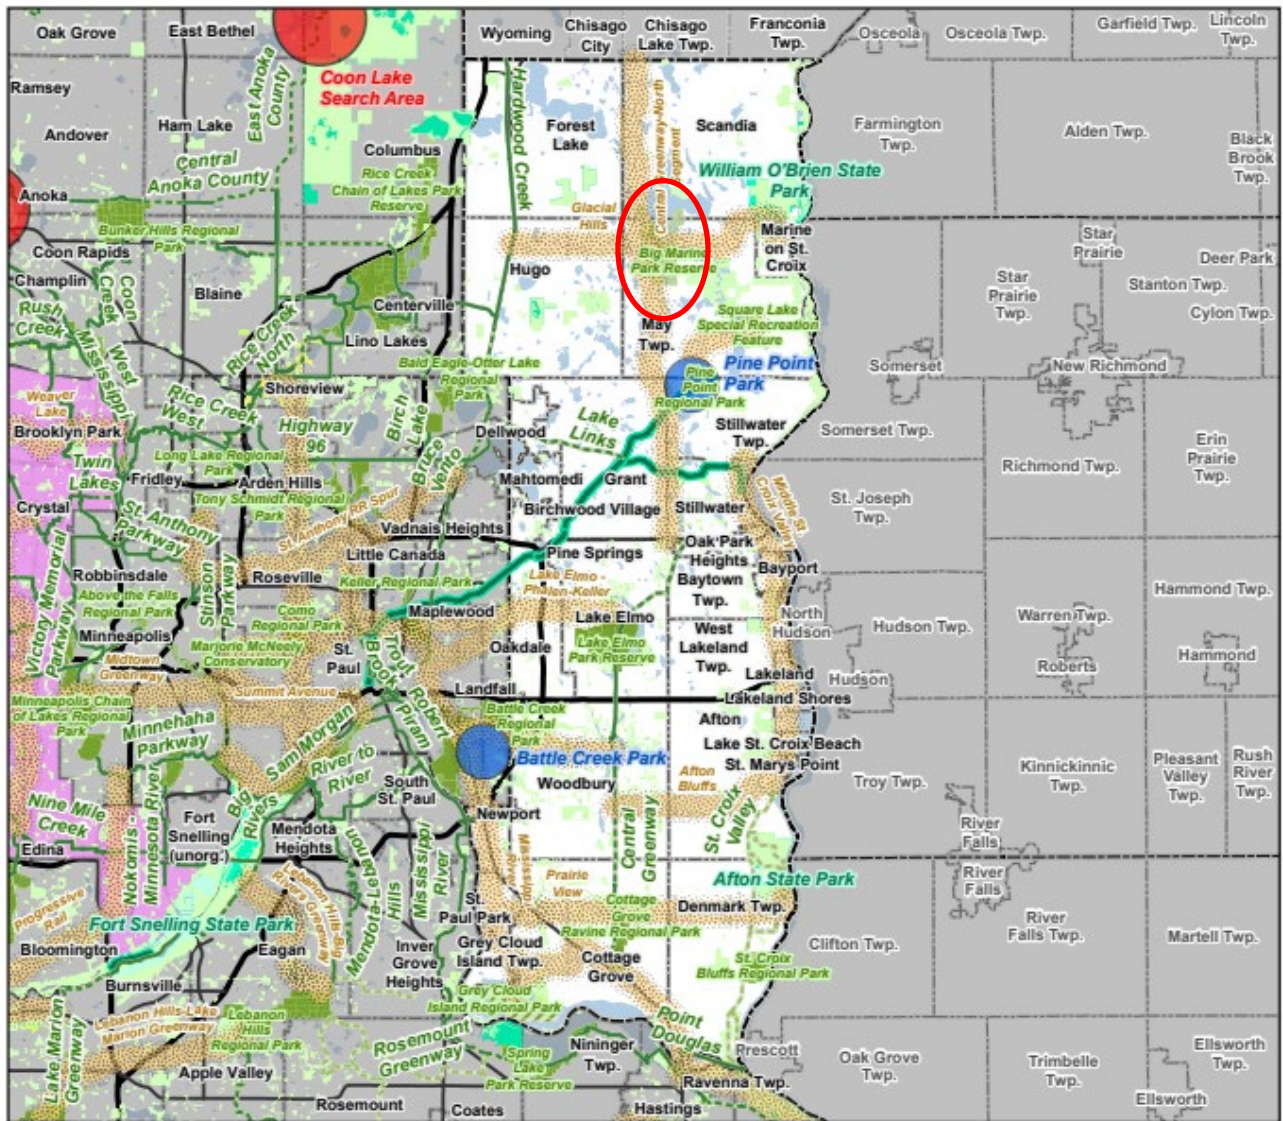 Oak Grove
East Bethel
Wyoming
Chisago
City
Chisago
Lake Twp.
Franconia
Twp.
Osceola
Osceola Twp.
Garfield Twp.
Lincoln
Twp.
Ramsey
Coon Lake
Search Area
East Anoka
County
Hardwood Creek
Andover
Ham Lake
Columbus
Forest
Lake
Scandia
Central Greenway-North
Segment
Farmington
Twp.
Alden Twp.
Black
Brook
Twp.
Central
Anoka County
Rice Creek
Chain of Lakes Park
Reserve
William O'Brien State
Park
Anoka
Bunker Hills Regional
Park
Glacial
Hills
Coon Rapids
Hugo
Big Marine
Park Reserve
Marine
on St.
Croix
Star
Prairie
Deer Park
Champlin
Coon
Creek
Blaine
Centerville
Star
Prairie
Twp.
Stanton Twp.
Cylon Twp.
Rush
Creek
West
Mississippi
Rice Creek
North
Lino Lakes
May
Twp.
Square Lake
Special Recreation
Feature
Bald Eagle-Otter Lake
Regional
Park
Pine Point
Park
Pine
Point
Regional Park
Somerset
New Richmond
Shoreview
Weaver
Lake
Brooklyn Park
Rice Creek
West
Highway
96
Birch
Lake
Bruce
Vento
Dellwood
Lake
Links
Stillwater
Twp.
Somerset Twp.
Erin
Prairie
Twp.
Richmond Twp.
Twin
Lakes
Long Lake Regional
Park
Fridley
Arden Hills
Tony Schmidt Regional
Park
Mahtomedi
Grant
Crystal
St. Anthony
Parkway
St. Anthony RR Spur
Vadnais Heights
Birchwood Village
Stillwater
Middle St.
Croix Valley
St. Joseph
Twp.
Little Canada
Pine Springs
Oak Park
Heights
Bayport
Victory Memorial
Parkway
Robbinsdale
Stinson
Parkway
Roseville
Keller Regional Park
Lake Elmo -
Phalen-Keller
Baytown
Twp.
Hammond Twp.
Above the Falls
Regional Park
Como
Regional Park
Maplewood
Lake Elmo
North
Hudson
Hudson Twp.
Warren Twp.
Minneapolis
Marjorie McNeely
Conservatory
St.
Paul
Trout
Brook
Oakdale
Lake Elmo
Park Reserve
West
Lakeland
Twp.
Roberts
Hammond
Midtown
Greenway
Summit Avenue
Landfall
Lakeland
Hudson
Minneapolis Chain
of Lakes Regional
Park
Minnehaha
Parkway
Sam Morgan
Robert
Piram
Battle Creek
Regional
Park
Lakeland Shores
Afton
River to
River
Battle Creek Park
Lake St. Croix Beach
St. Marys Point
Troy Twp.
Kinnickinnic
Twp.
Pleasant
Valley
Twp.
Rush
River
Twp.
Nine Mile
Creek
Nokomis -
Minnesota River
Big
Rivers
South
St. Paul
Woodbury
Afton
Bluffs
Fort
Snelling
(unorg.)
Mendota
Heights
Newport
Central
Greenway
St. Croix
Valley
River
Falls
Edina
Mendota-Lebanon
Hills
Mississippi
River
Mississippi
River
Prairie
View
Afton State Park
River
Falls
Progressive
Rail
Lebanon Hills-Big
Rivers Greenway
St.
Paul Park
Cottage
Grove
Ravine Regional Park
Denmark Twp.
Fort Snelling State Park
River
Falls Twp.
Bloomington
Eagan
Inver
Grove
Heights
Grey Cloud
Island Twp.
Cottage
Grove
Clifton Twp.
Martell Twp.
Burnsville
St. Croix
Bluffs Regional Park
Grey Cloud
Island Regional Park
Lake Marion
Greenway
Lebanon Hills-Lake
Marion Greenway
Lebanon
Hills
Regional Park
Rosemount
Greenway
Point
Douglas
Nininger
Twp.
Prescott
Oak Grove
Twp.
Trimbelle
Twp.
Ellsworth
Twp.
Apple Valley
Spring
Lake
Park Reserve
Ravenna Twp.
Rosemount
Coates
Hastings
Ellsworth